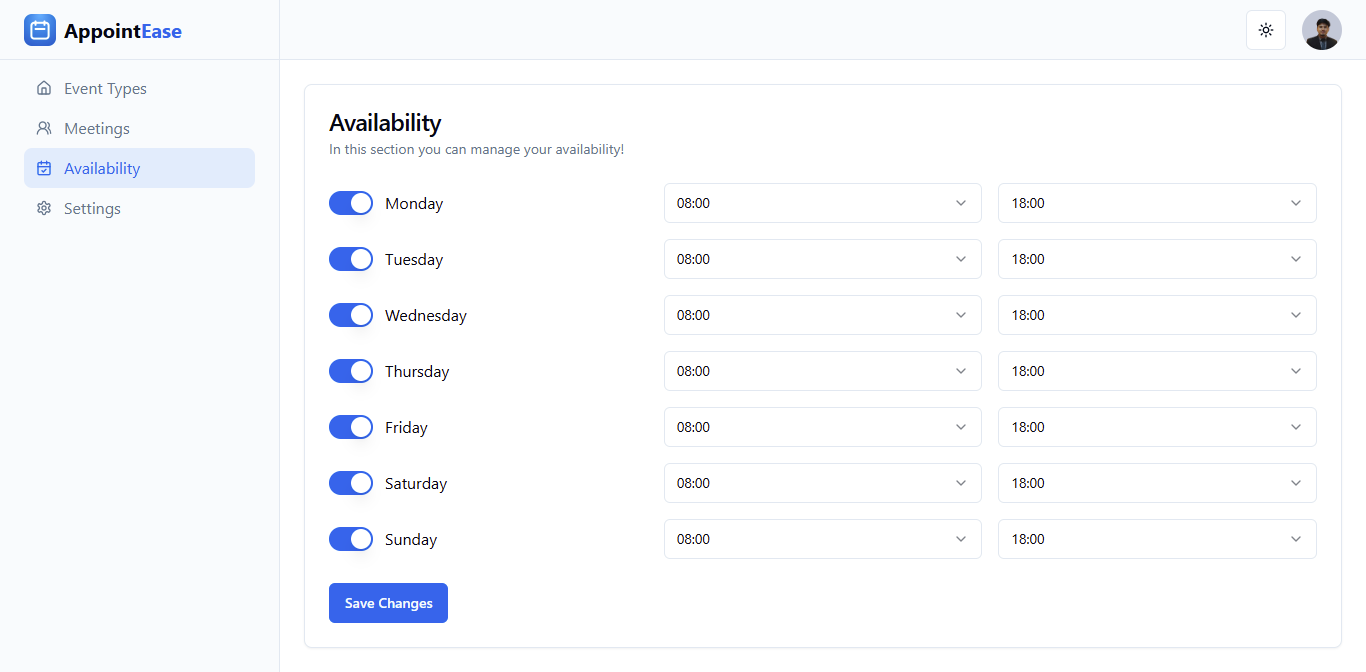 AppointEase
Event Types
Meetings
Availability
Settings
Availability
In this section you can manage your availability!
Monday 08:00 18:00
Tuesday 08:00 18:00
Wednesday 08:00 18:00
Thursday 08:00 18:00
Friday 08:00 18:00
Saturday 08:00 18:00
Sunday 08:00 18:00
Save Changes